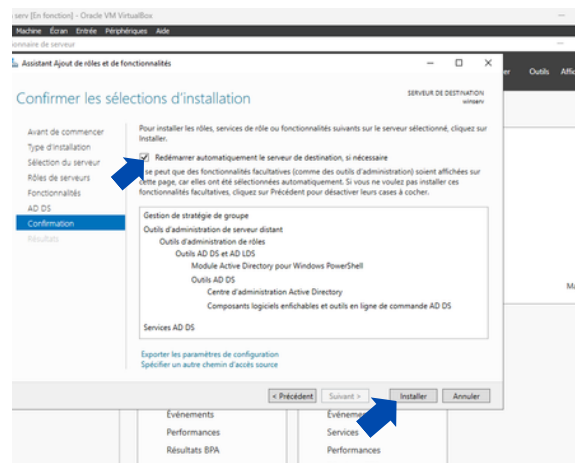 serv [En fonction] - Oracle VM VirtualBox
Machine Écran Entrée Périphériques Aide
onnaire de serveur
Assistant Ajout de rôles et de fonctionnalités
er Outils Affic
Confirmer les sélections d'installation
SERVEUR DE DESTINATION
winserv
Avant de commencer
Type d'installation
Sélection du serveur
Rôles de serveurs
Fonctionnalités
AD DS
Confirmation
Résultats
Pour installer les rôles, services de rôle ou fonctionnalités suivants sur le serveur sélectionné, cliquez sur
Installer.
Redémarrer automatiquement le serveur de destination, si nécessaire
se peut que des fonctionnalités facultatives (comme des outils d'administration) soient affichées sur
cette page, car elles ont été sélectionnées automatiquement. Si vous ne voulez pas installer ces
fonctionnalités facultatives, cliquez sur Précédent pour désactiver leurs cases à cocher.
Gestion de stratégie de groupe
Outils d'administration de serveur distant
Outils d'administration de rôles
Outils AD DS et AD LDS
Module Active Directory pour Windows PowerShell
Outils AD DS
Centre d'administration Active Directory
Composants logiciels enfichables et outils en ligne de commande AD DS
Services AD DS
Ma
Exporter les paramètres de configuration
Spécifier un autre chemin d'accès source
< Précédent Suivant > Installer Annuler
Événements Événeme
Performances Services
Résultats BPA Performances